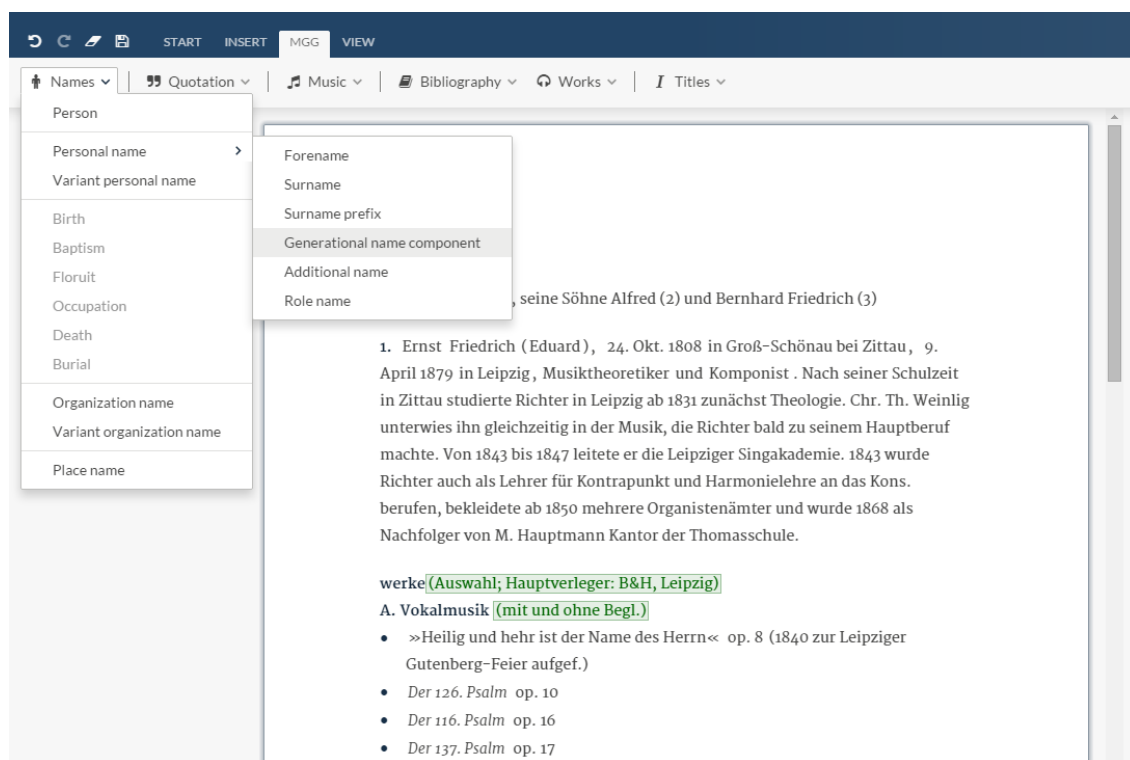 START INSERT MGG VIEW
Names Quotation Music Bibliography Works I Titles
Person
Personal name
Variant personal name
Birth
Baptism
Floruit
Occupation
Death
Burial
Organization name
Variant organization name
Place name
Forename
Surname
Surname prefix
Generational name component
Additional name
Role name
, seine Söhne Alfred (2) und Bernhard Friedrich (3)
1. Ernst Friedrich (Eduard), 24. Okt. 1808 in Groß-Schönau bei Zittau, 9.
April 1879 in Leipzig, Musiktheoretiker und Komponist . Nach seiner Schulzeit
in Zittau studierte Richter in Leipzig ab 1831 zunächst Theologie. Chr. Th. Weinlig
unterwies ihn gleichzeitig in der Musik, die Richter bald zu seinem Hauptberuf
machte. Von 1843 bis 1847 leitete er die Leipziger Singakademie. 1843 wurde
Richter auch als Lehrer für Kontrapunkt und Harmonielehre an das Kons.
berufen, bekleidete ab 1850 mehrere Organistenämter und wurde 1868 als
Nachfolger von M. Hauptmann Kantor der Thomasschule.
werke (Auswahl; Hauptverleger: B&H, Leipzig)
A. Vokalmusik (mit und ohne Begl.)
• »Heilig und hehr ist der Name des Herrn« op. 8 (1840 zur Leipziger
Gutenberg-Feier aufgef.)
• Der 126. Psalm op. 10
• Der 116. Psalm op. 16
• Der 137. Psalm op. 17